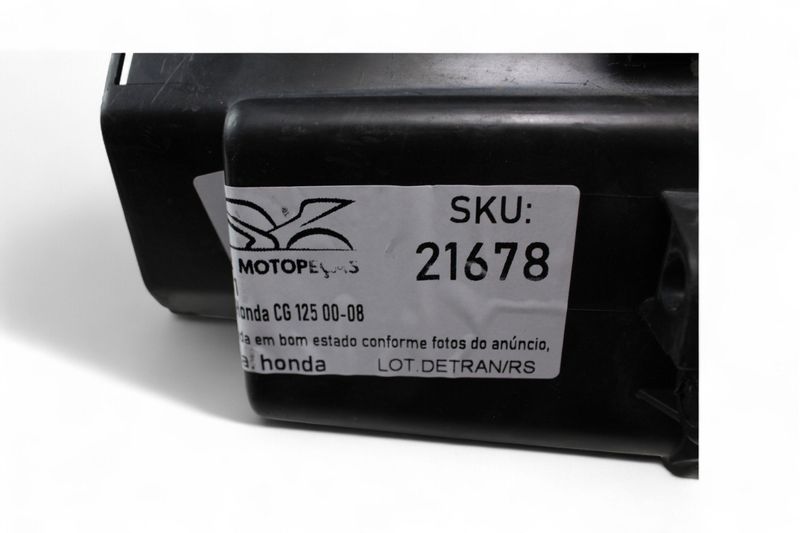 SKU:
21678
MOTOPEÇAS
honda CG 125 00-08
da em bom estado conforme fotos do anúncio,
a: honda
LOT.DETRAN/RS